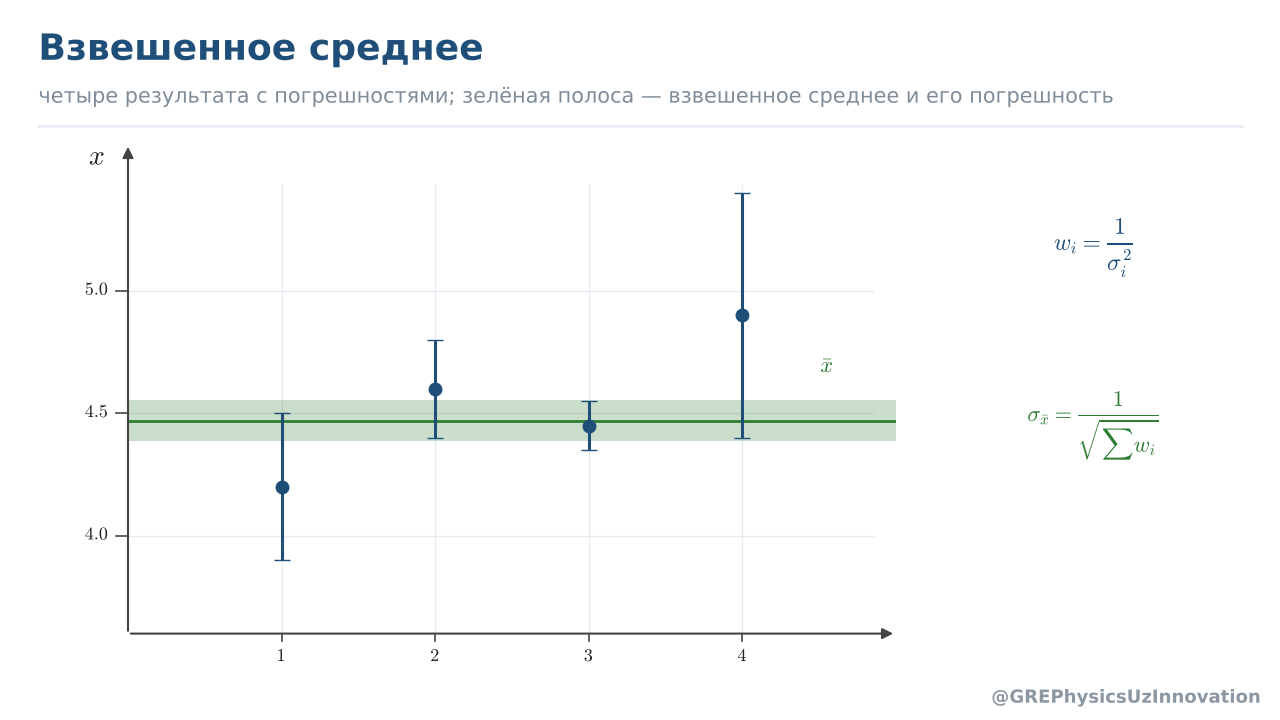 Взвешенное среднее
четыре результата с погрешностями; зелёная полоса — взвешенное среднее и его погрешность
x
5.0
4.5
4.0
1 2 3 4
x̄
w_i = 1/σ_i^2
σ_x̄ = 1/√(∑ w_i)
@GREPhysicsUzInnovation